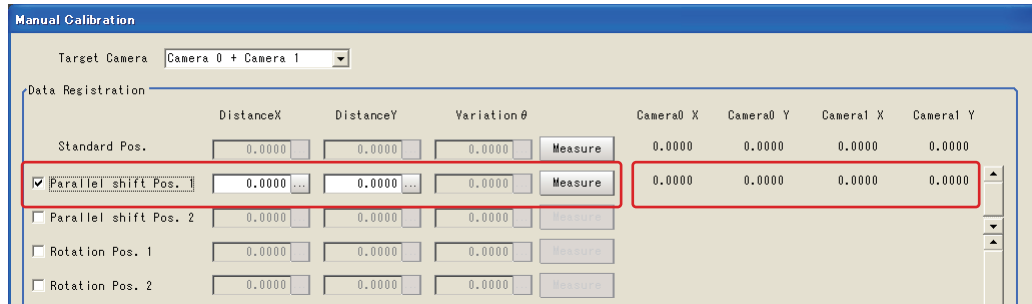 Manual Calibration
Target Camera Camera 0 + Camera 1
Data Registration
DistanceX DistanceY Variation θ Camera0 X Camera0 Y Camera1 X Camera1 Y
Standard Pos. 0.0000 0.0000 0.0000 Measure 0.0000 0.0000 0.0000 0.0000
Parallel shift Pos. 1 0.0000 ... 0.0000 ... 0.0000 Measure 0.0000 0.0000 0.0000 0.0000
Parallel shift Pos. 2 0.0000 0.0000 0.0000 Measure
Rotation Pos. 1 0.0000 0.0000 0.0000 Measure
Rotation Pos. 2 0.0000 0.0000 0.0000 Measure